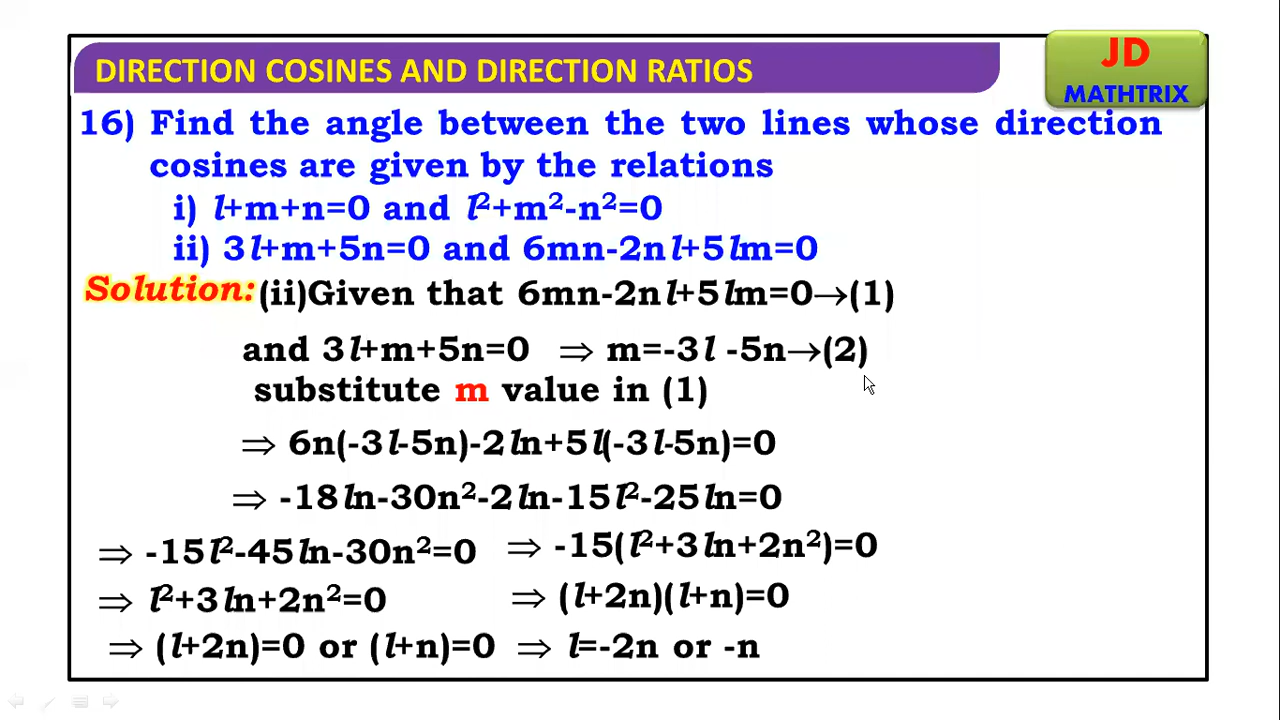 DIRECTION COSINES AND DIRECTION RATIOS
JD
MATHTRIX
16) Find the angle between the two lines whose direction
cosines are given by the relations
i) l+m+n=0 and l²+m²-n²=0
ii) 3l+m+5n=0 and 6mn-2nl+5lm=0
Solution: (ii)Given that 6mn-2nl+5lm=0→(1)
and 3l+m+5n=0 ⇒ m=-3l -5n→(2)
substitute m value in (1)
⇒ 6n(-3l-5n)-2ln+5l(-3l-5n)=0
⇒ -18ln-30n²-2ln-15l²-25ln=0
⇒ -15l²-45ln-30n²=0 ⇒ -15(l²+3ln+2n²)=0
⇒ l²+3ln+2n²=0 ⇒ (l+2n)(l+n)=0
⇒ (l+2n)=0 or (l+n)=0 ⇒ l=-2n or -n